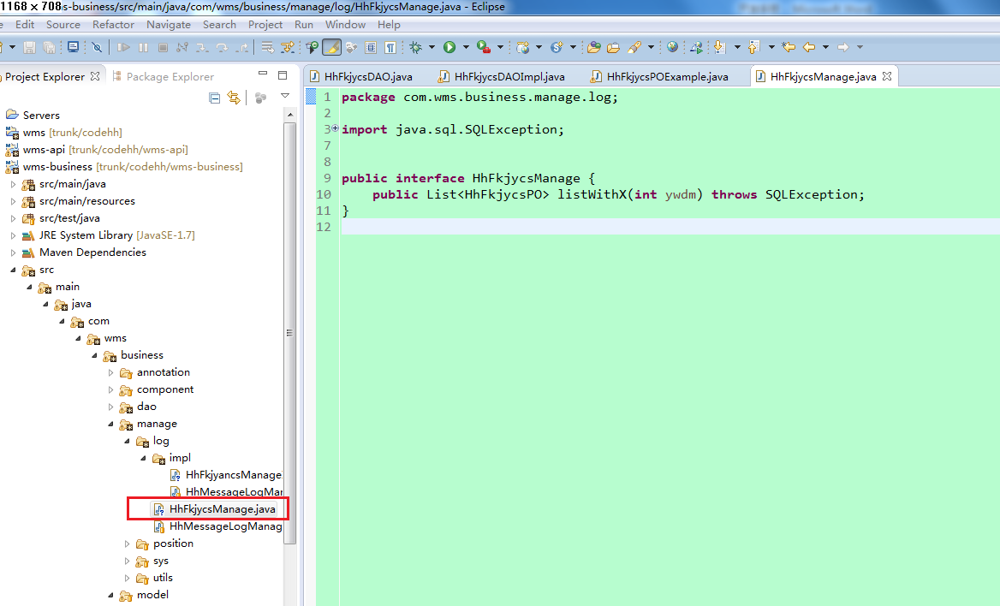 1168 × 708 s-business/src/main/java/com/wms/business/manage/log/HhFkjycsManage.java - Eclipse
Edit Source Refactor Navigate Search Project Run Window Help
Project Explorer Package Explorer
HhFkjycsDAO.java HhFkjycsDAOImpl.java HhFkjycsPOExample.java HhFkjycsManage.java
Servers
wms [trunk/codehh]
wms-api [trunk/codehh/wms-api]
wms-business [trunk/codehh/wms-business]
src/main/java
src/main/resources
src/test/java
JRE System Library [JavaSE-1.7]
Maven Dependencies
src
main
java
com
wms
business
annotation
component
dao
manage
log
impl
HhFkjyancsManage
HhMessageLogMar
HhFkjycsManage.java
HhMessageLogManag
position
sys
utils
model
1 package com.wms.business.manage.log;
2
3 import java.sql.SQLException;
7
8
9 public interface HhFkjycsManage {
10 public List<HhFkjycsPO> listWithX(int ywdm) throws SQLException;
11 }
12